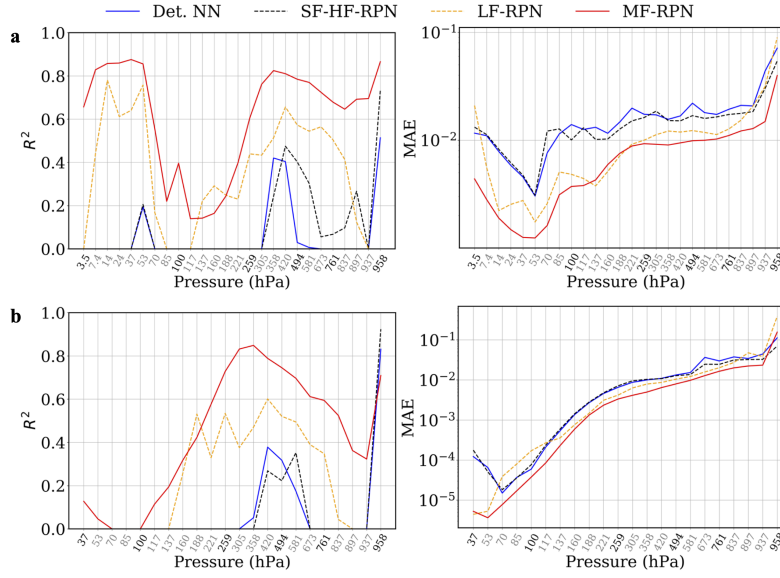 Det. NN SF-HF-RPN LF-RPN MF-RPN
a
1.0
0.8
0.6
0.4
0.2
0.0
R²
3.5 7.4 14 24 37 53 70 85 100 117 137 160 188 221 259 305 358 420 494 581 673 761 837 897 937 958
Pressure (hPa)
10⁻¹
10⁻²
MAE
3.5 7.4 14 24 37 53 70 85 100 117 137 160 188 221 259 305 358 420 494 581 673 761 837 897 937 958
Pressure (hPa)
b
1.0
0.8
0.6
0.4
0.2
0.0
R²
37 53 70 85 100 117 137 160 188 221 259 305 358 420 494 581 673 761 837 897 937 958
Pressure (hPa)
10⁻¹
10⁻²
10⁻³
10⁻⁴
10⁻⁵
MAE
37 53 70 85 100 117 137 160 188 221 259 305 358 420 494 581 673 761 837 897 937 958
Pressure (hPa)